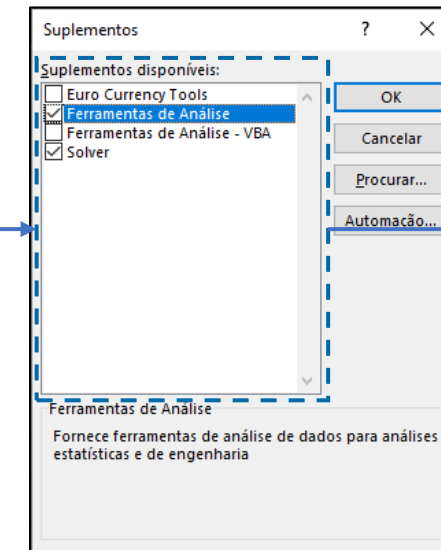 Suplementos
?
Suplementos disponíveis:
Euro Currency Tools
Ferramentas de Análise
Ferramentas de Análise - VBA
Solver
OK
Cancelar
Procurar...
Automação...
Ferramentas de Análise
Fornece ferramentas de análise de dados para análises
estatísticas e de engenharia